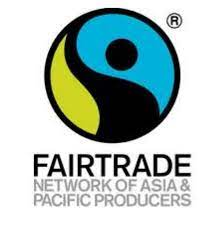 ®
FAIRTRADE
NETWORK OF ASIA &
PACIFIC PRODUCERS